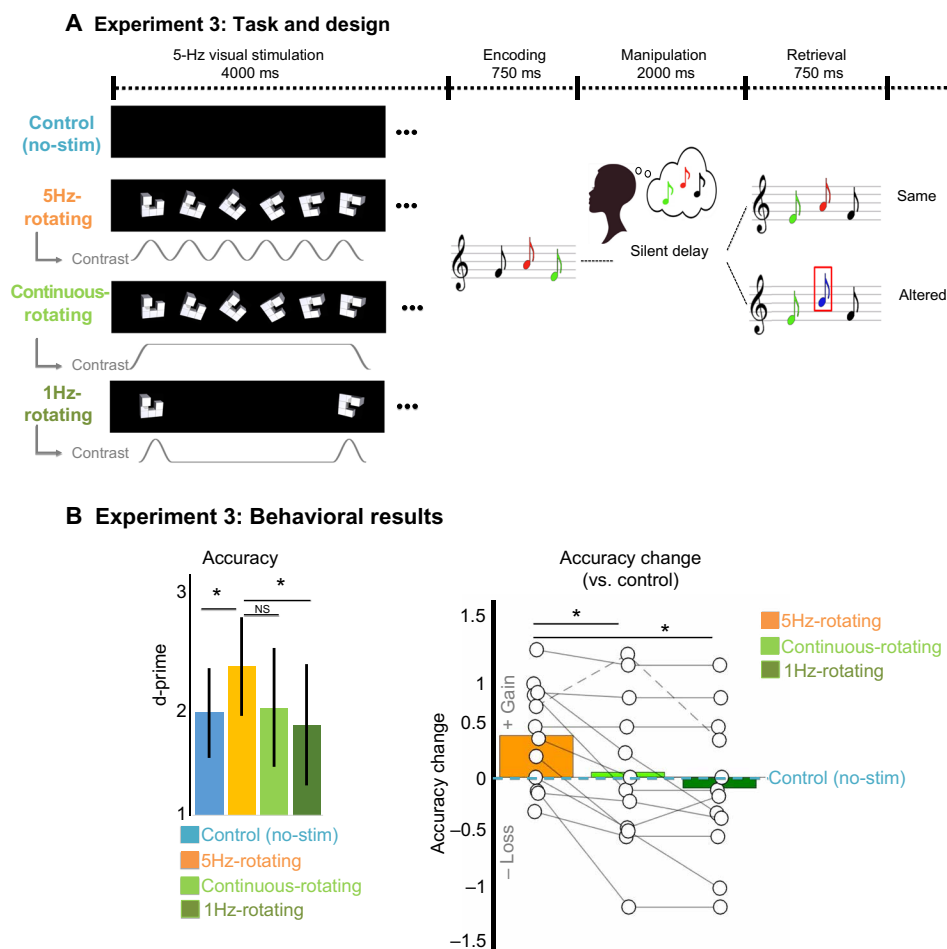 A Experiment 3: Task and design
5-Hz visual stimulation
4000 ms
Encoding
750 ms
Manipulation
2000 ms
Retrieval
750 ms
Control
(no-stim)
5Hz-
rotating
Contrast
Continuous-
rotating
Contrast
1Hz-
rotating
Contrast
Silent delay
Same
Altered
B Experiment 3: Behavioral results
Accuracy
d-prime
3
2
1
*
NS
*
Control (no-stim)
5Hz-rotating
Continuous-rotating
1Hz-rotating
Accuracy change
(vs. control)
Accuracy change
– Loss
+ Gain
1.5
1
0.5
0
–0.5
–1
–1.5
*
*
5Hz-rotating
Continuous-rotating
1Hz-rotating
Control (no-stim)